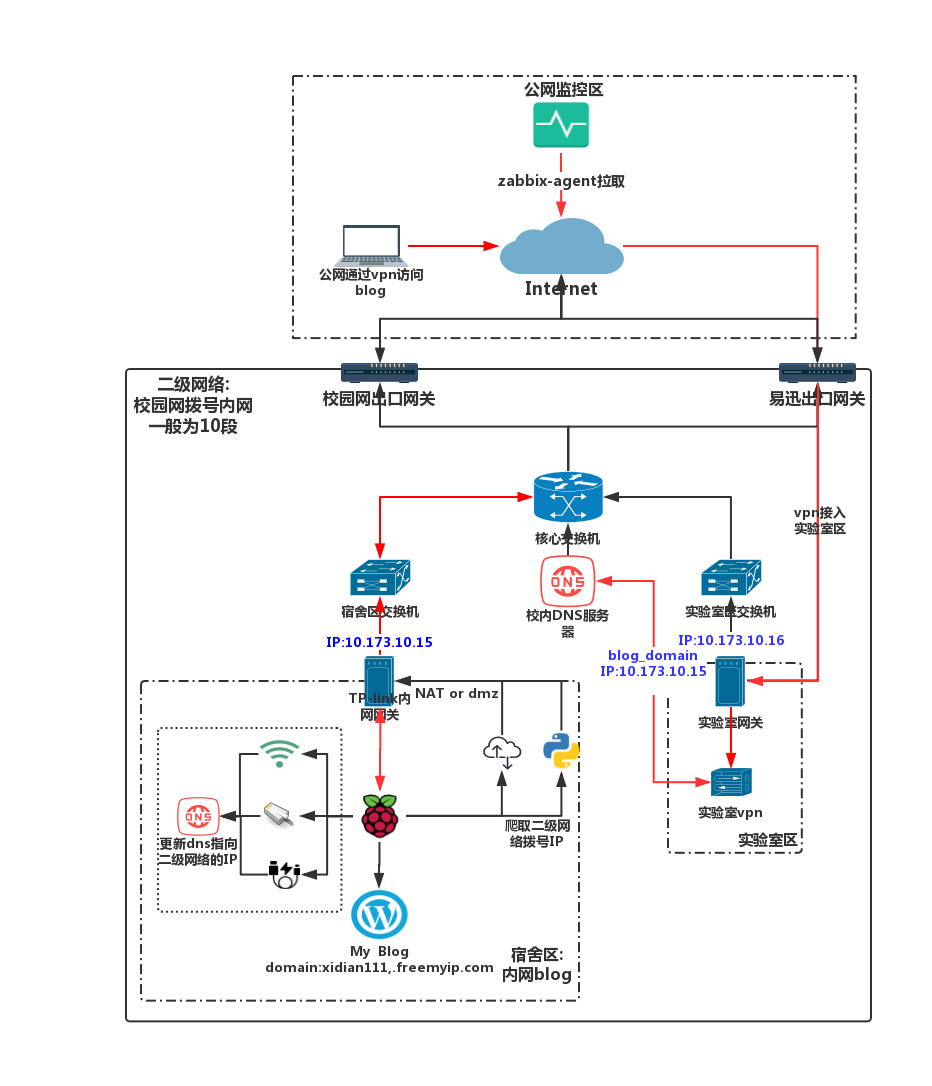 公网监控区
zabbix-agent拉取
公网通过vpn访问
blog
Internet
二级网络:
校园网拨号内网
一般为10段
校园网出口网关
易迅出口网关
vpn接入
实验室区
核心交换机
DNS
校内DNS服务
器
宿舍区交换机
实验室区交换机
IP:10.173.10.15
IP:10.173.10.16
blog_domain
IP:10.173.10.15
TP-link内
网网关
NAT or dmz
实验室网关
实验室vpn
实验室区
爬取二级网
络拨号IP
DNS
更新dns指向
二级网络的IP
My Blog
domain:xidian111,.freemyip.com
宿舍区:
内网blog